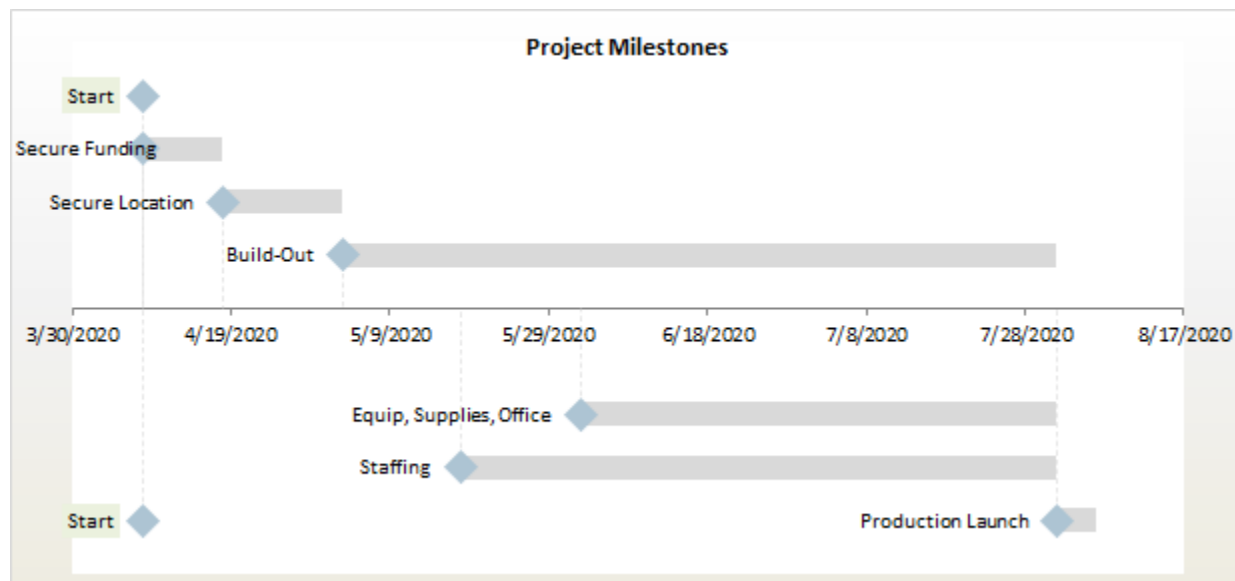 Project Milestones
Start
Secure Funding
Secure Location
Build-Out
3/30/2020 4/19/2020 5/9/2020 5/29/2020 6/18/2020 7/8/2020 7/28/2020 8/17/2020
Equip, Supplies, Office
Staffing
Start Production Launch